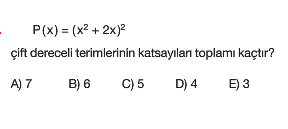 P(x) = (x² + 2x)²
çift dereceli terimlerinin katsayıları toplamı kaçtır?
A) 7 B) 6 C) 5 D) 4 E) 3